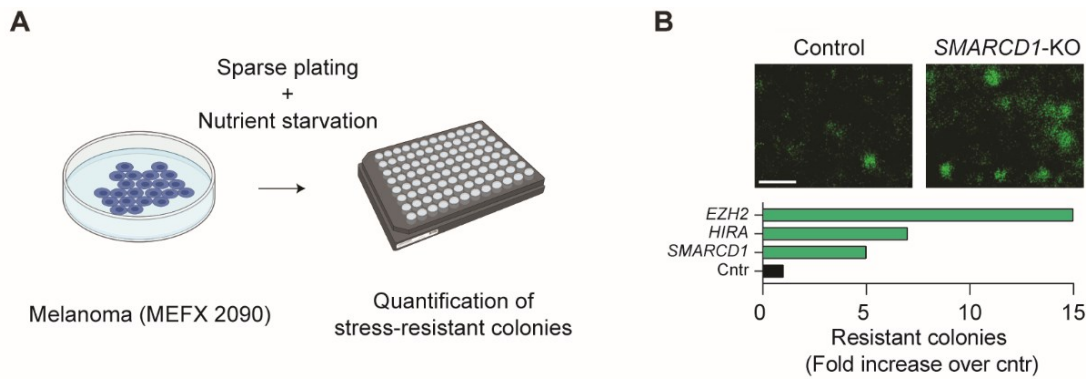 A
Sparse plating
+
Nutrient starvation
Melanoma (MEFX 2090)
Quantification of
stress-resistant colonies
B
Control
SMARCD1-KO
EZH2
HIRA
SMARCD1
Cntr
0 5 10 15
Resistant colonies
(Fold increase over cntr)